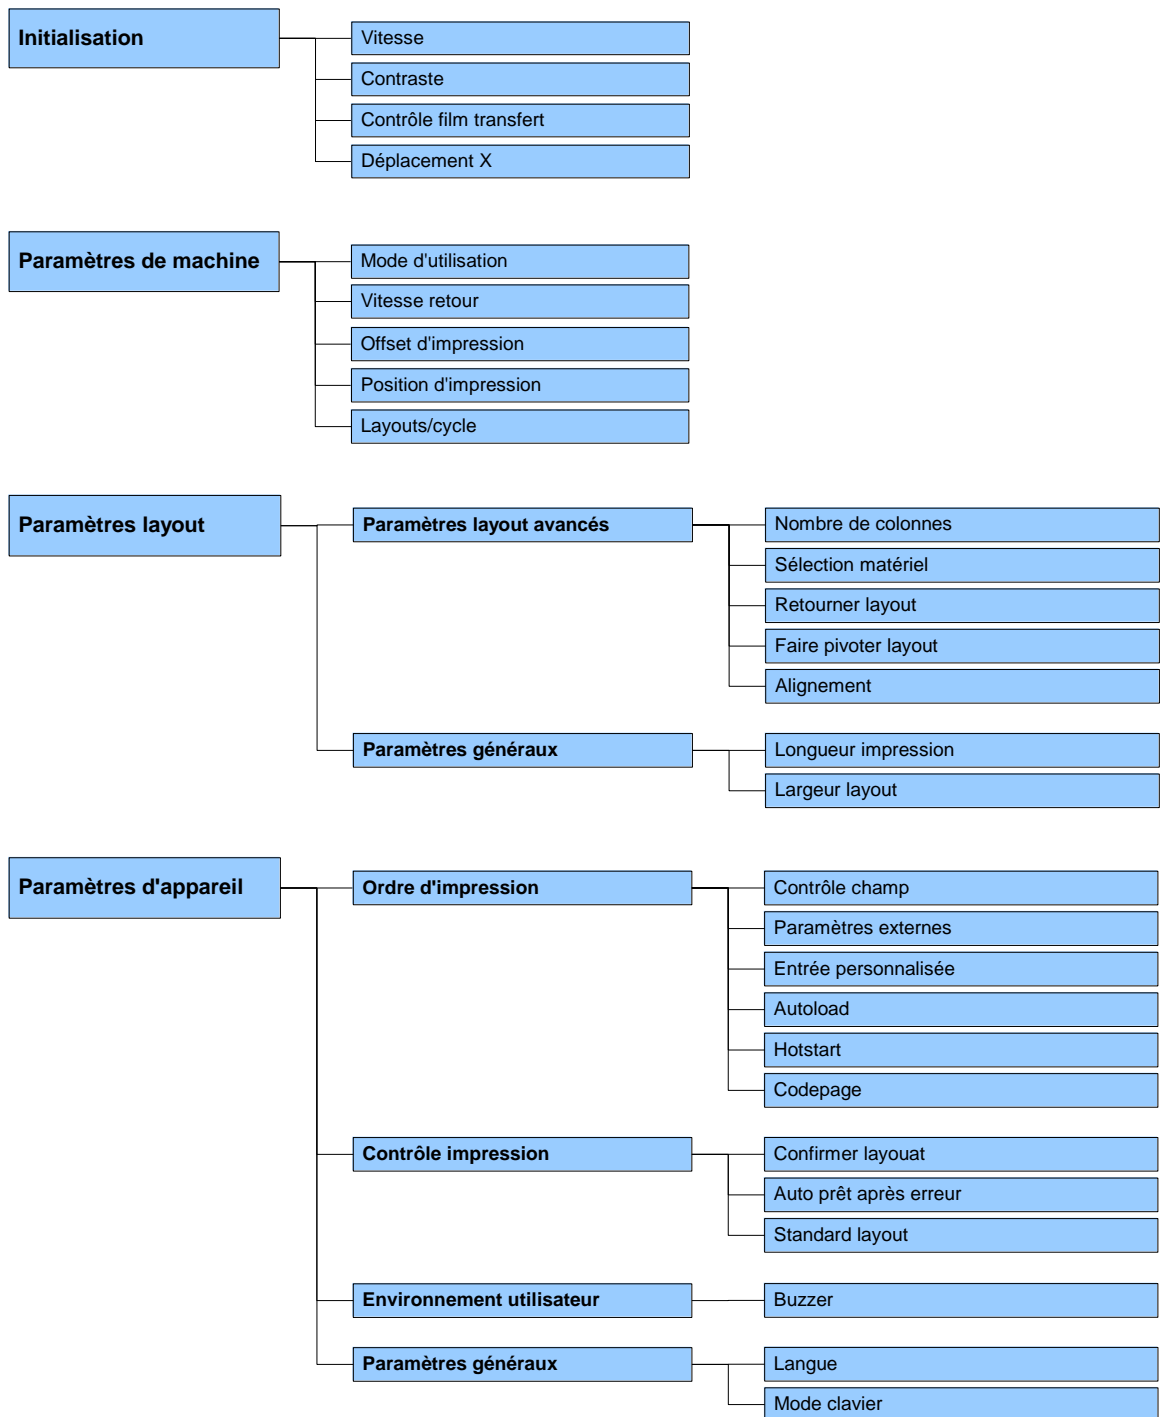 Initialisation
Vitesse
Contraste
Contrôle film transfert
Déplacement X
Paramètres de machine
Mode d'utilisation
Vitesse retour
Offset d'impression
Position d'impression
Layouts/cycle
Paramètres layout
Paramètres layout avancés
Nombre de colonnes
Sélection matériel
Retourner layout
Faire pivoter layout
Alignement
Paramètres généraux
Longueur impression
Largeur layout
Paramètres d'appareil
Ordre d'impression
Contrôle champ
Paramètres externes
Entrée personnalisée
Autoload
Hotstart
Codepage
Contrôle impression
Confirmer layouat
Auto prêt après erreur
Standard layout
Environnement utilisateur
Buzzer
Paramètres généraux
Langue
Mode clavier